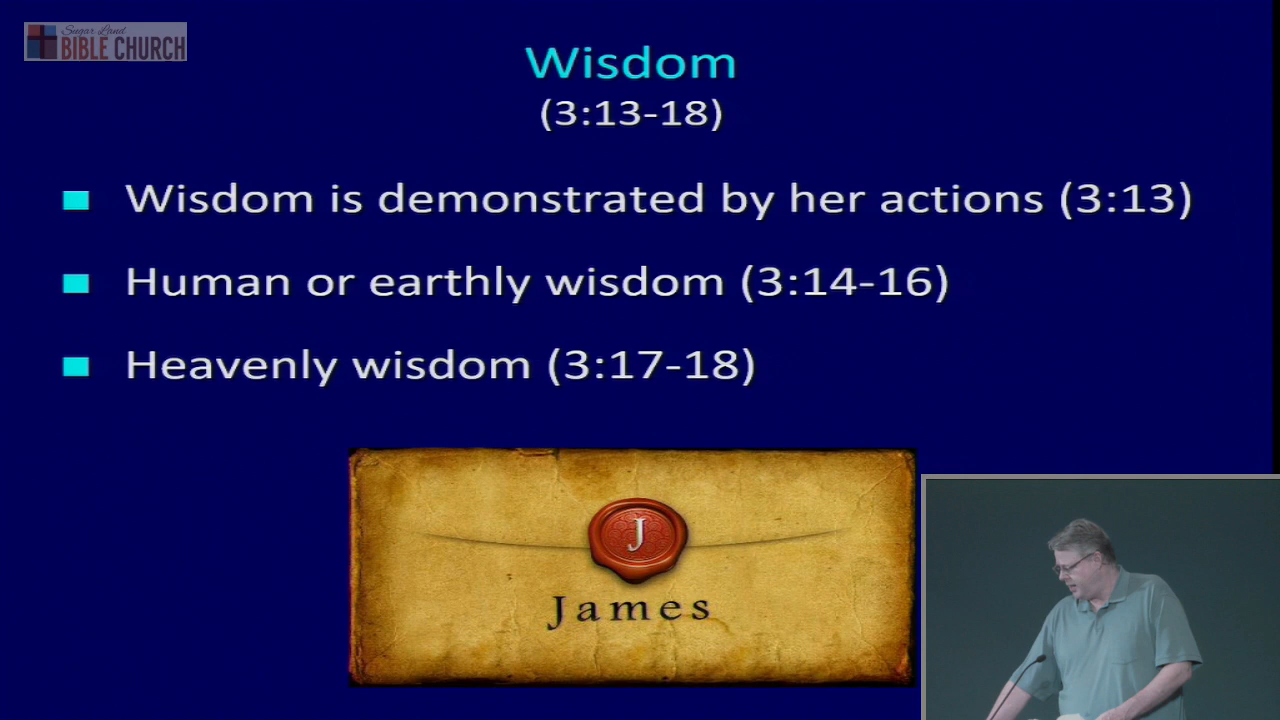 Sugar Land
BIBLE CHURCH
Wisdom
(3:13-18)
Wisdom is demonstrated by her actions (3:13)
Human or earthly wisdom (3:14-16)
Heavenly wisdom (3:17-18)
J
James